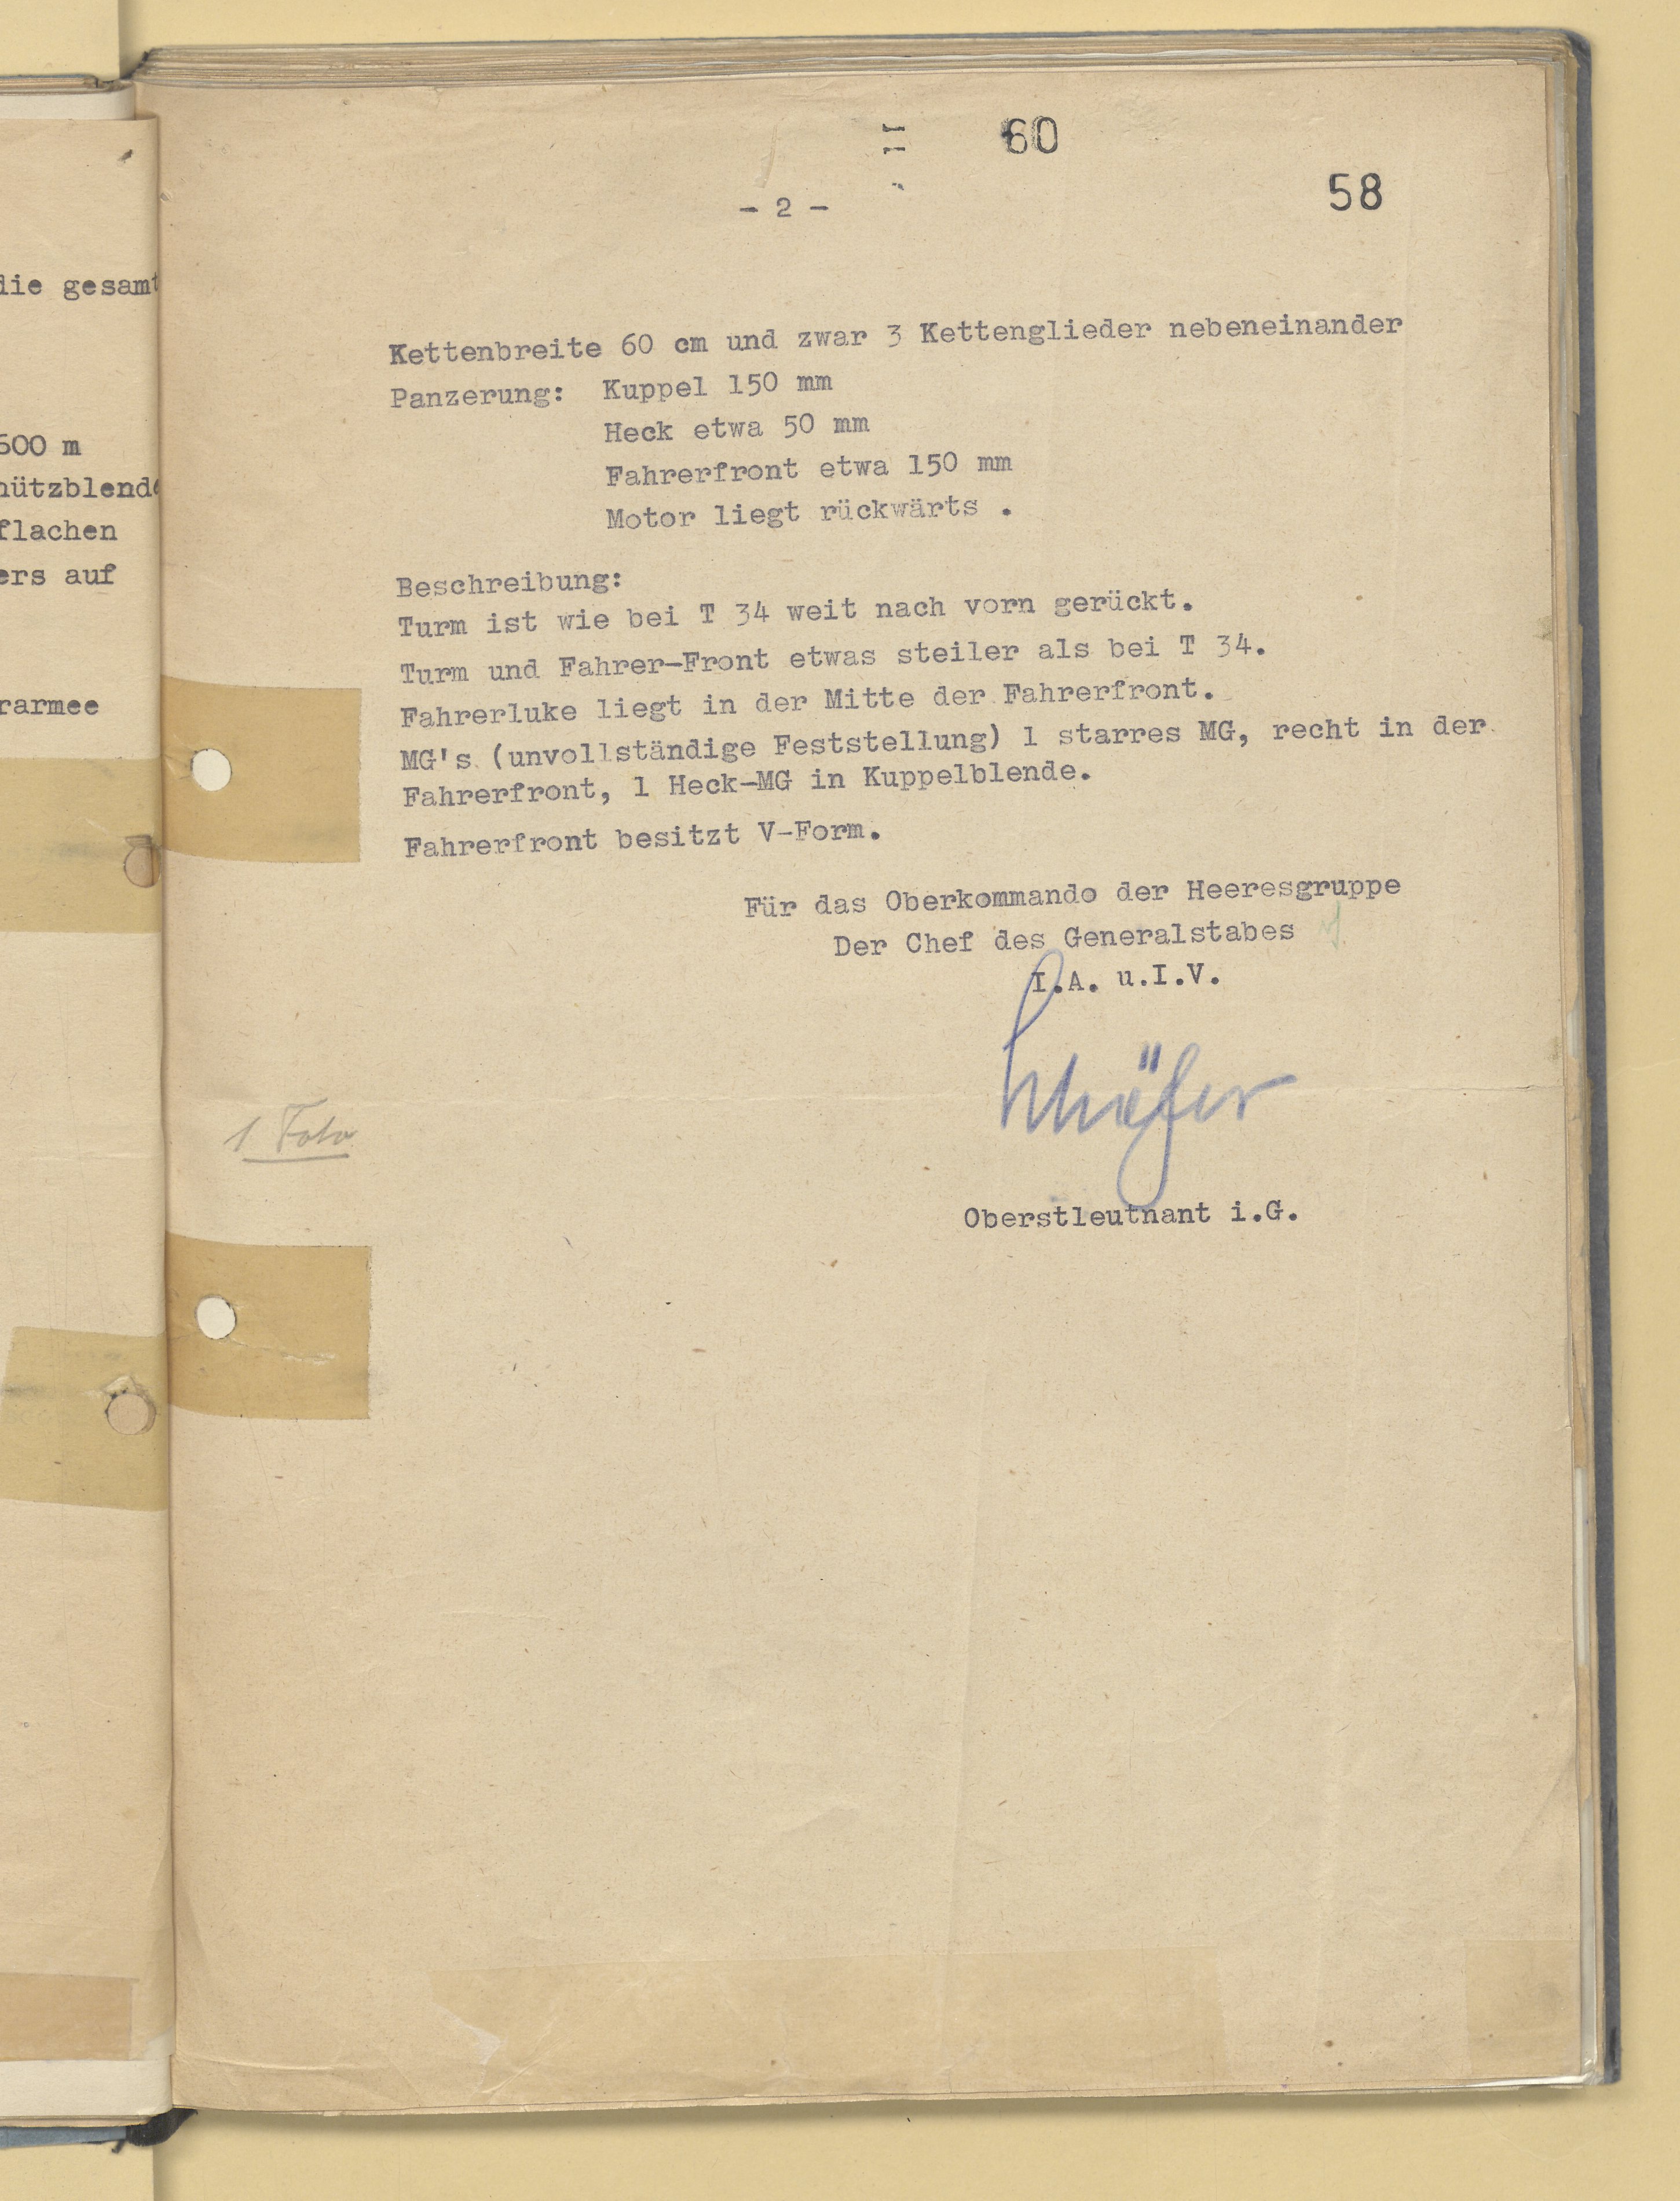 60
58
- 2 -
die gesamt
600 m
hützblende
flachen
ers auf
rarmee
Kettenbreite 60 cm und zwar 3 Kettenglieder nebeneinander
Panzerung: Kuppel 150 mm
Heck etwa 50 mm
Fahrerfront etwa 150 mm
Motor liegt rückwärts .
Beschreibung:
Turm ist wie bei T 34 weit nach vorn gerückt.
Turm und Fahrer-Front etwas steiler als bei T 34.
Fahrerluke liegt in der Mitte der Fahrerfront.
MG's (unvollständige Feststellung) 1 starres MG, recht in der
Fahrerfront, 1 Heck-MG in Kuppelblende.
Fahrerfront besitzt V-Form.
Für das Oberkommando der Heeresgruppe
Der Chef des Generalstabes
I.A. u.I.V.
Schäfer
1 Foto
Oberstleutnant i.G.